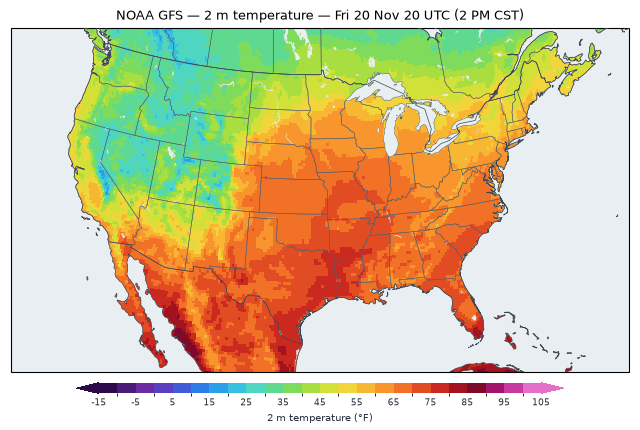 NOAA GFS — 2 m temperature — Fri 20 Nov 20 UTC (2 PM CST)
-15 -5 5 15 25 35 45 55 65 75 85 95 105
2 m temperature (°F)